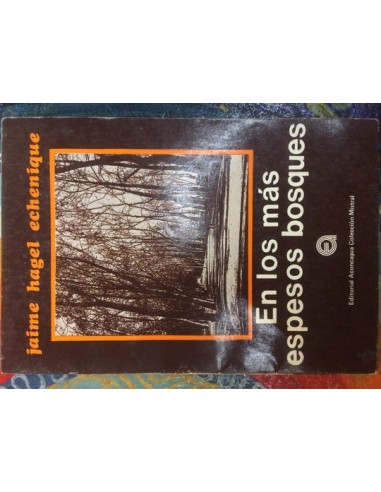 jaime hagel echenique
En los más
espesos bosques
Editorial Aconcagua Colección Mistral